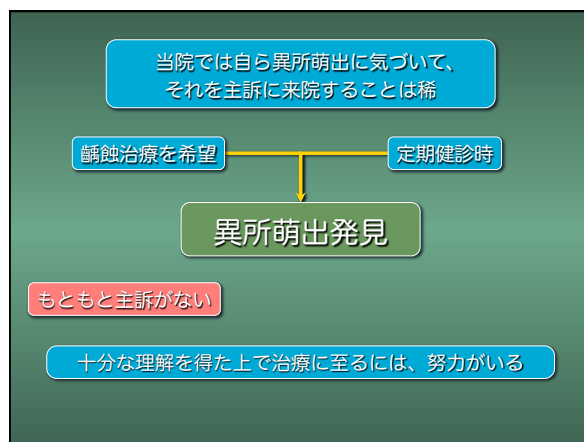 当院では自ら異所萌出に気づいて、
それを主訴に来院することは稀
齲蝕治療を希望
定期健診時
異所萌出発見
もともと主訴がない
十分な理解を得た上で治療に至るには、努力がいる